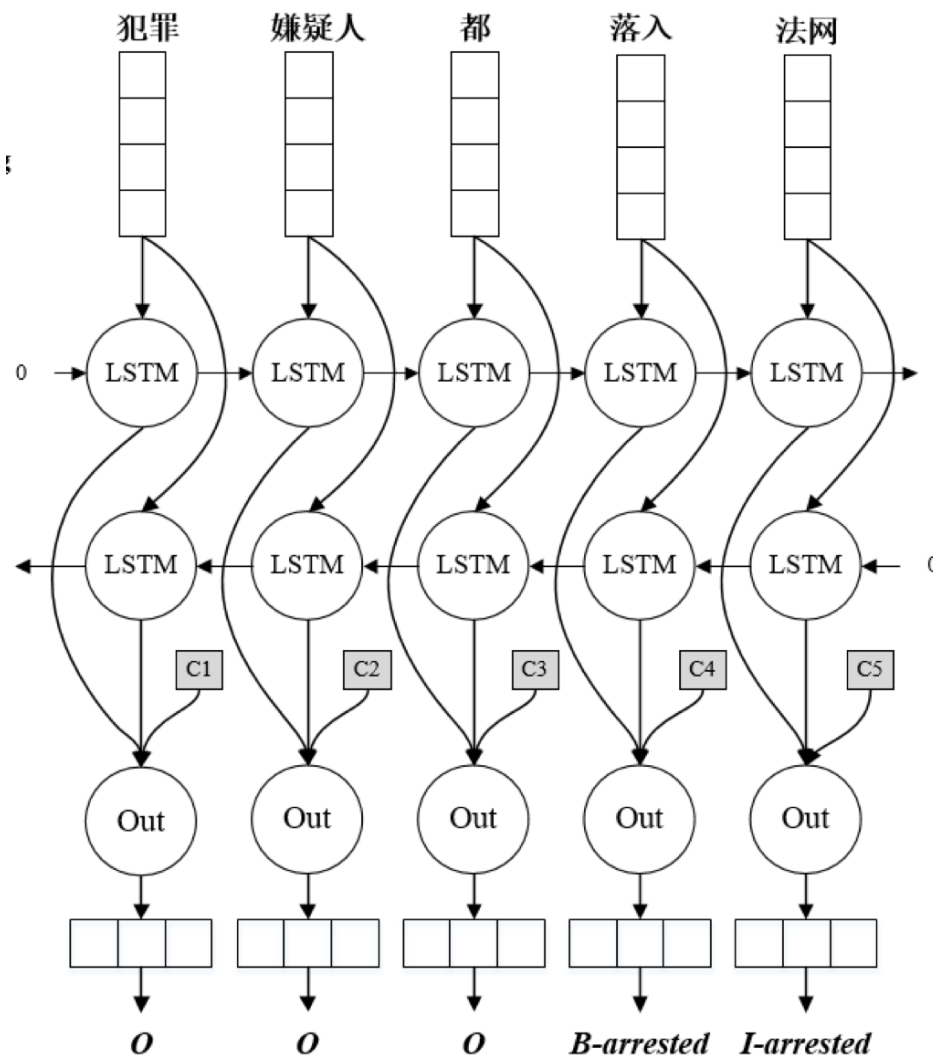 犯罪 嫌疑人 都 落入 法网
0 LSTM LSTM LSTM LSTM LSTM
LSTM LSTM LSTM LSTM LSTM
C1 C2 C3 C4 C5
Out Out Out Out Out
O O O B-arrested I-arrested